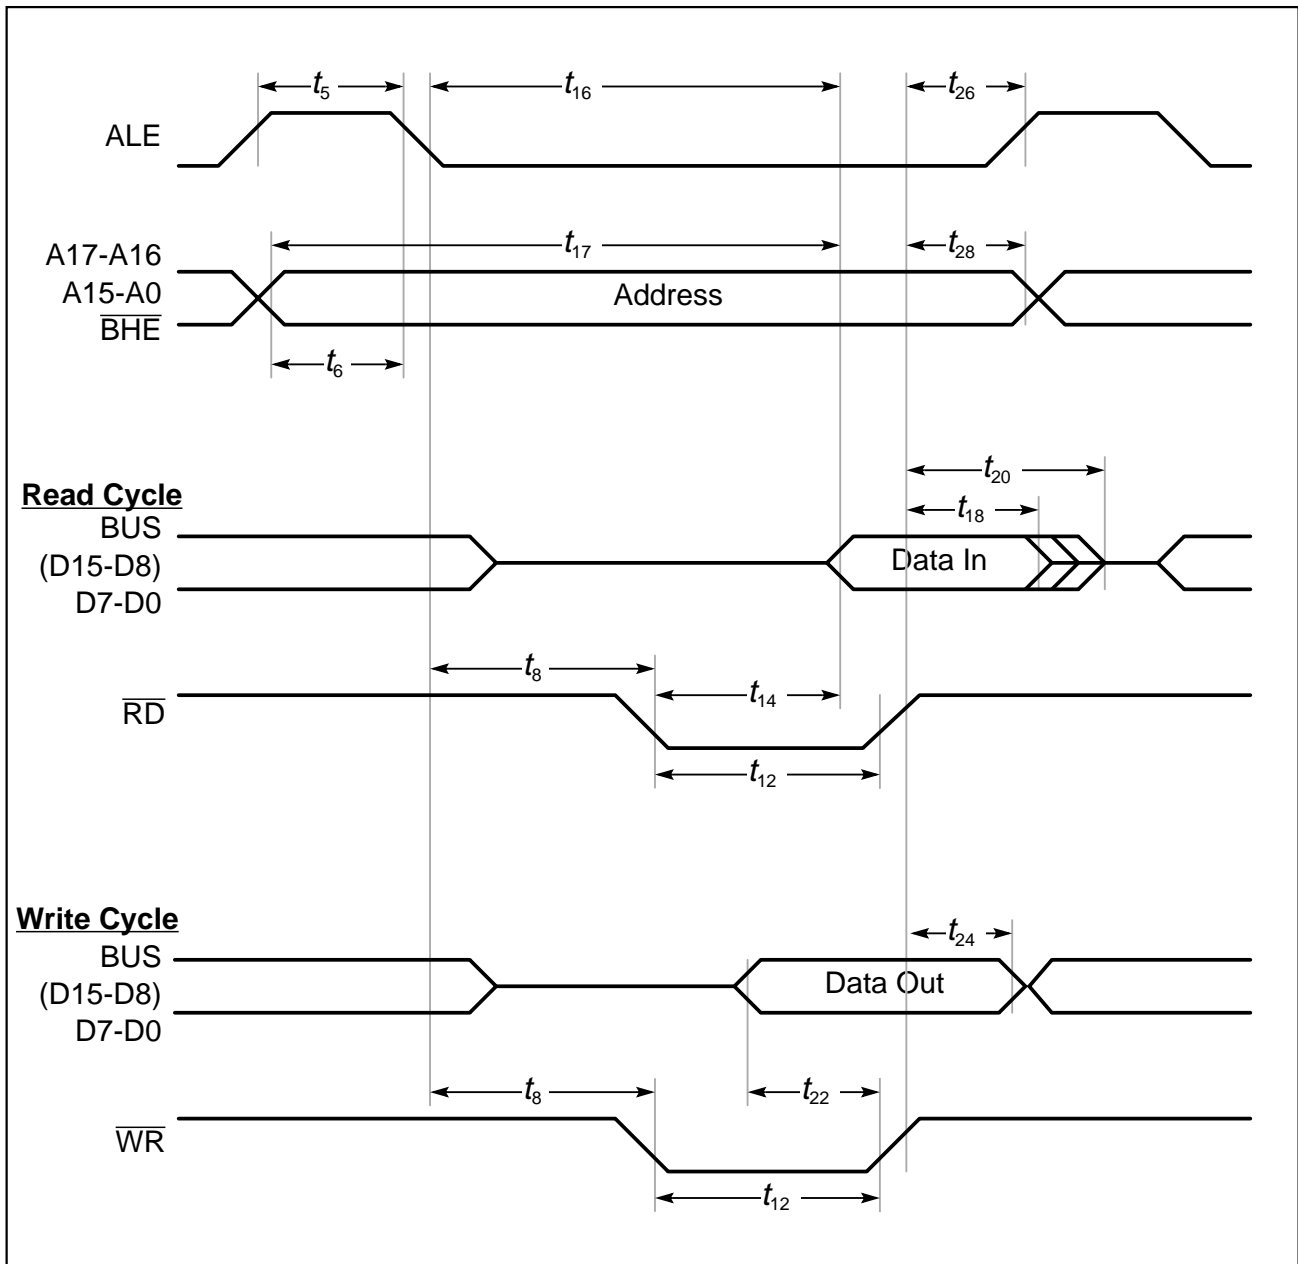 t5
t16
t26
ALE
t17
t28
A17-A16
A15-A0
BHE
Address
t6
t20
t18
Read Cycle
BUS
(D15-D8)
D7-D0
Data In
t8
t14
RD
t12
Write Cycle
BUS
(D15-D8)
D7-D0
t24
Data Out
t8
t22
WR
t12